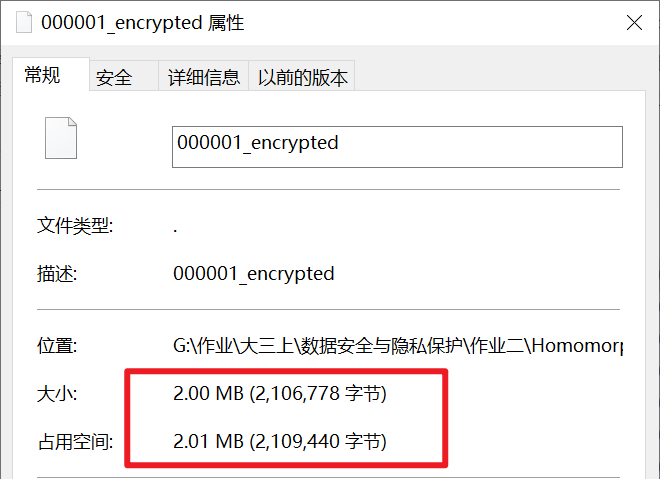 000001_encrypted 属性
常规 安全 详细信息 以前的版本
000001_encrypted
文件类型: .
描述: 000001_encrypted
位置: G:\作业\大三上\数据安全与隐私保护\作业二\Homomorp
大小: 2.00 MB (2,106,778 字节)
占用空间: 2.01 MB (2,109,440 字节)